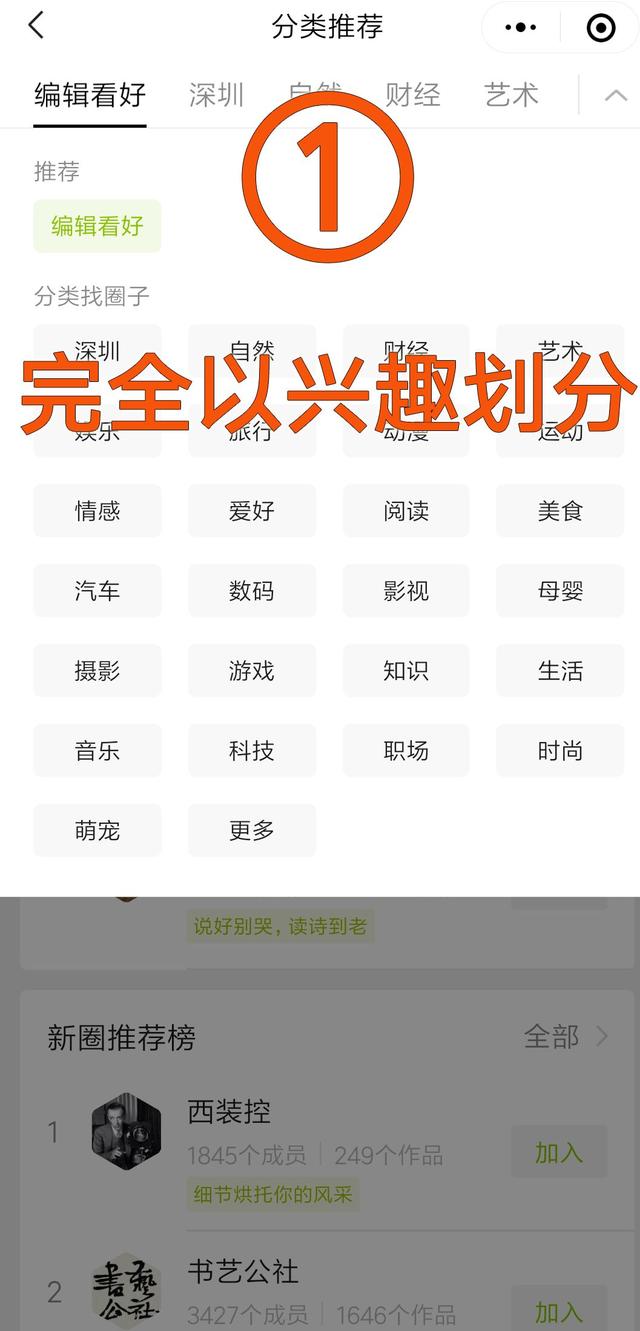 分类推荐
编辑看好 深圳 自然 财经 艺术
①
推荐
编辑看好
分类找圈子
深圳 自然 财经 艺术
完全以兴趣划分
娱乐 旅行 动漫 运动
情感 爱好 阅读 美食
汽车 数码 影视 母婴
摄影 游戏 知识 生活
音乐 科技 职场 时尚
萌宠 更多
说好别哭，读诗到老
新圈推荐榜 全部
1 西装控
1845个成员 249个作品
加入
细节烘托你的风采
2 書藝公社 书艺公社
3427个成员 1646个作品
加入